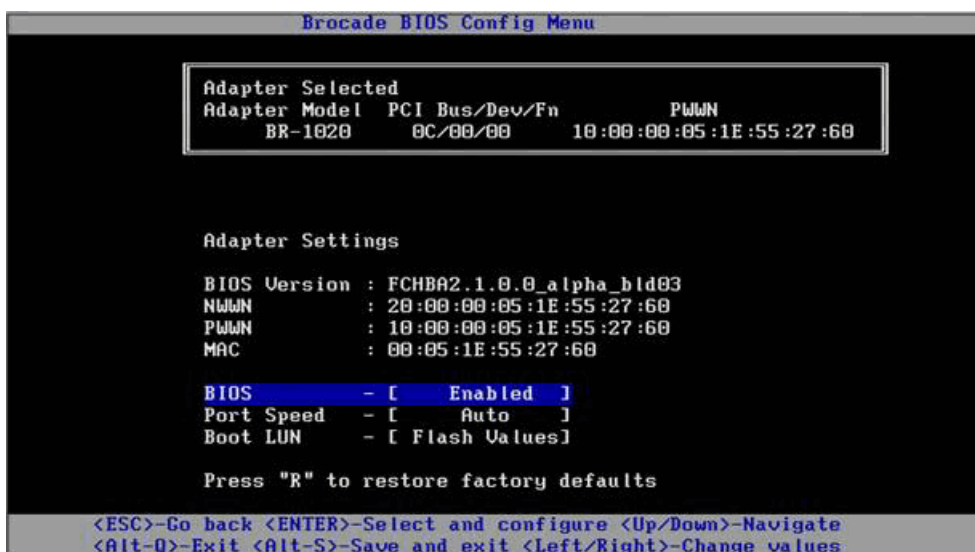 Brocade BIOS Config Menu
Adapter Selected
Adapter Model PCI Bus/Dev/Fn PWWN
BR-1020 0C/00/00 10:00:00:05:1E:55:27:60
Adapter Settings
BIOS Version : FCHBA2.1.0.0_alpha_bld03
NWWN : 20:00:00:05:1E:55:27:60
PWWN : 10:00:00:05:1E:55:27:60
MAC : 00:05:1E:55:27:60
BIOS - [ Enabled ]
Port Speed - [ Auto ]
Boot LUN - [ Flash Values]
Press "R" to restore factory defaults
<ESC>-Go back <ENTER>-Select and configure <Up/Down>-Navigate
<Alt-Q>-Exit <Alt-S>-Save and exit <Left/Right>-Change values